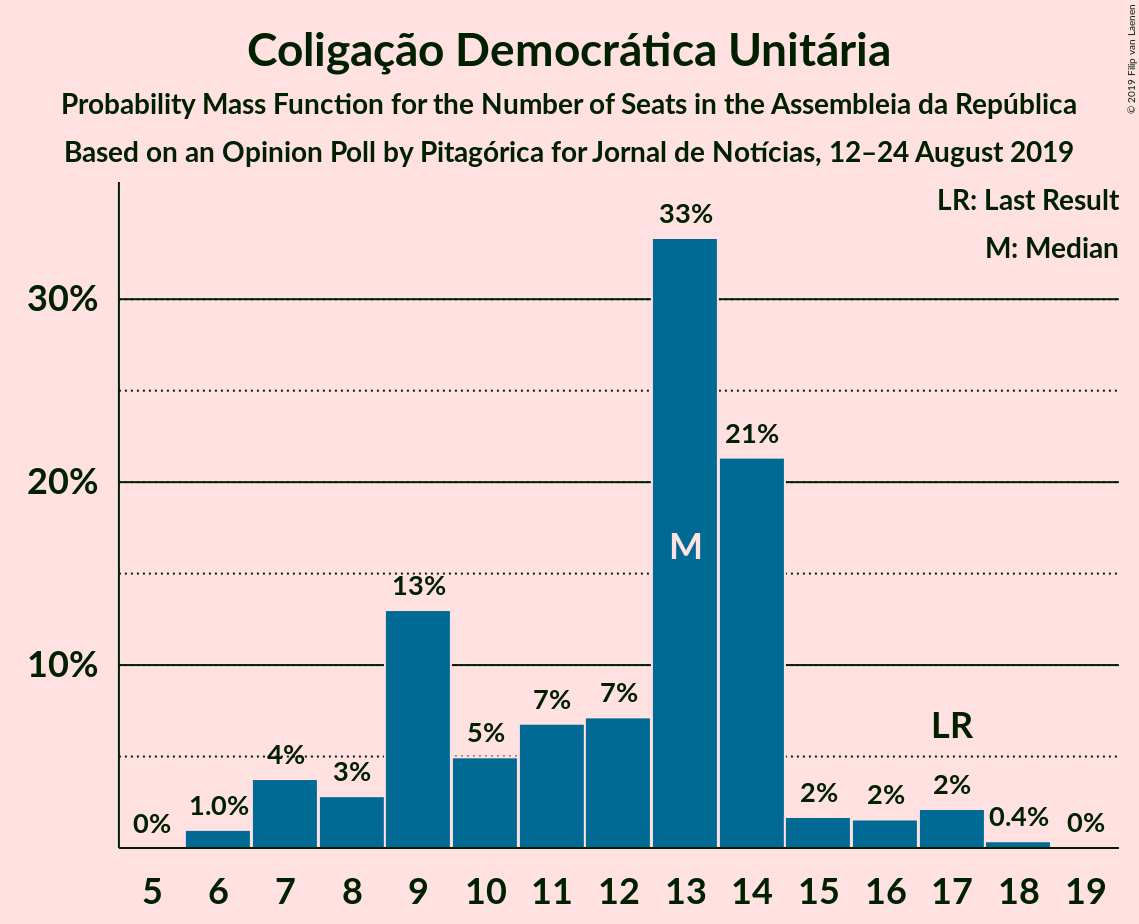 Coligação Democrática Unitária
Probability Mass Function for the Number of Seats in the Assembleia da República
Based on an Opinion Poll by Pitagórica for Jornal de Notícias, 12–24 August 2019
© 2019 Filip van Laenen
LR: Last Result
M: Median
33%
30%
21%
20%
M
13%
10%
7%
7%
LR
5%
4%
3%
2%
2%
2%
1.0%
0.4%
0%
0%
5 6 7 8 9 10 11 12 13 14 15 16 17 18 19